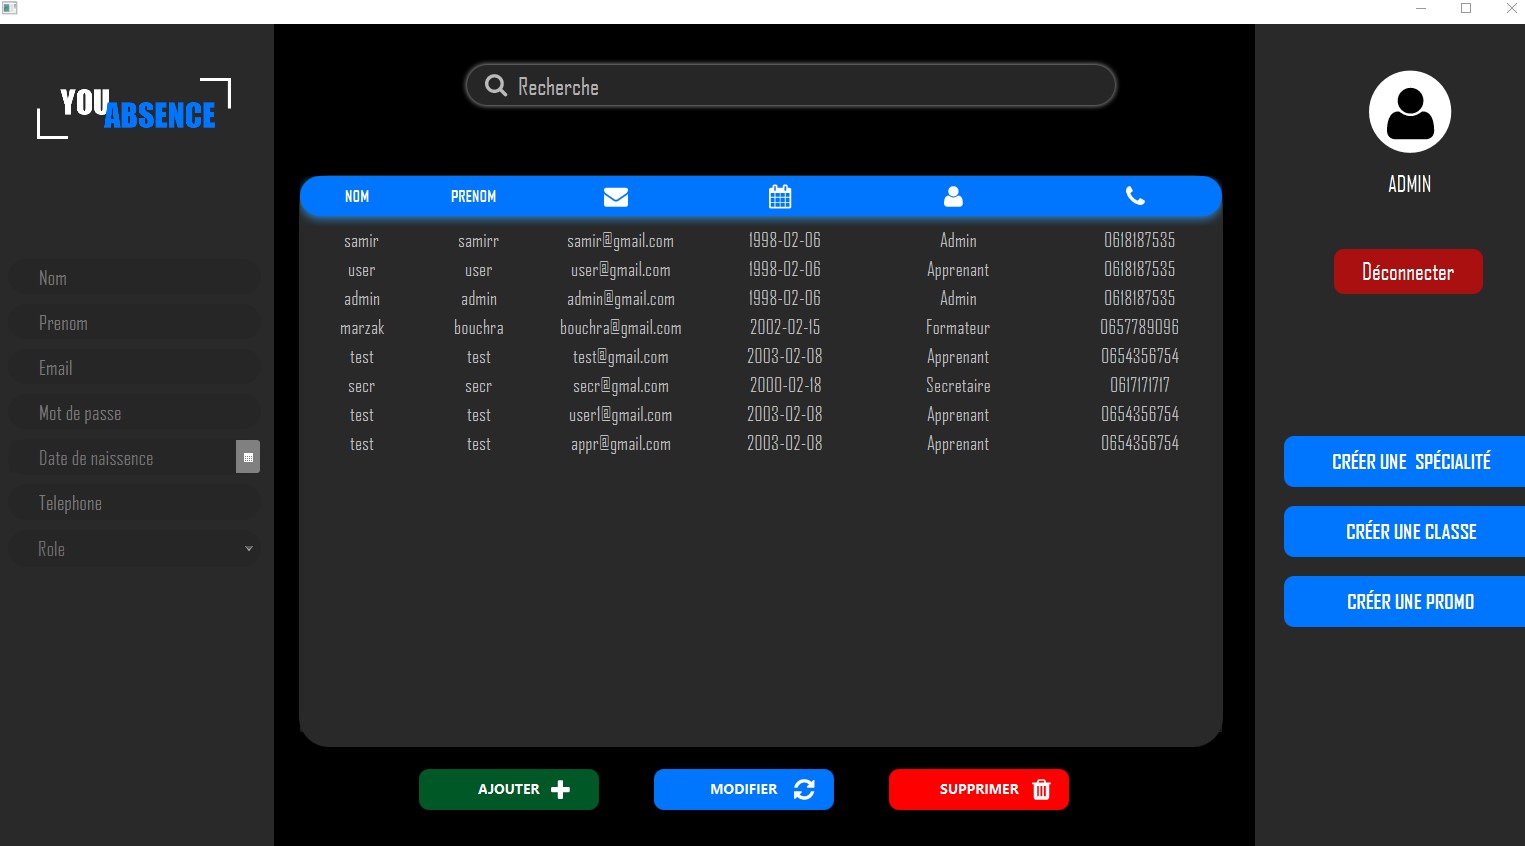 YOU
ABSENCE
Nom
Prenom
Email
Mot de passe
Date de naissence
Telephone
Role
Recherche
NOM PRENOM
samir samirr samir@gmail.com 1998-02-06 Admin 0618187535
user user user@gmail.com 1998-02-06 Apprenant 0618187535
admin admin admin@gmail.com 1998-02-06 Admin 0618187535
marzak bouchra bouchra@gmail.com 2002-02-15 Formateur 0657789096
test test test@gmail.com 2003-02-08 Apprenant 0654356754
secr secr secr@gmal.com 2000-02-18 Secretaire 0617171717
test test user1@gmail.com 2003-02-08 Apprenant 0654356754
test test appr@gmail.com 2003-02-08 Apprenant 0654356754
AJOUTER MODIFIER SUPPRIMER
ADMIN
Déconnecter
CRÉER UNE SPÉCIALITÉ
CRÉER UNE CLASSE
CRÉER UNE PROMO